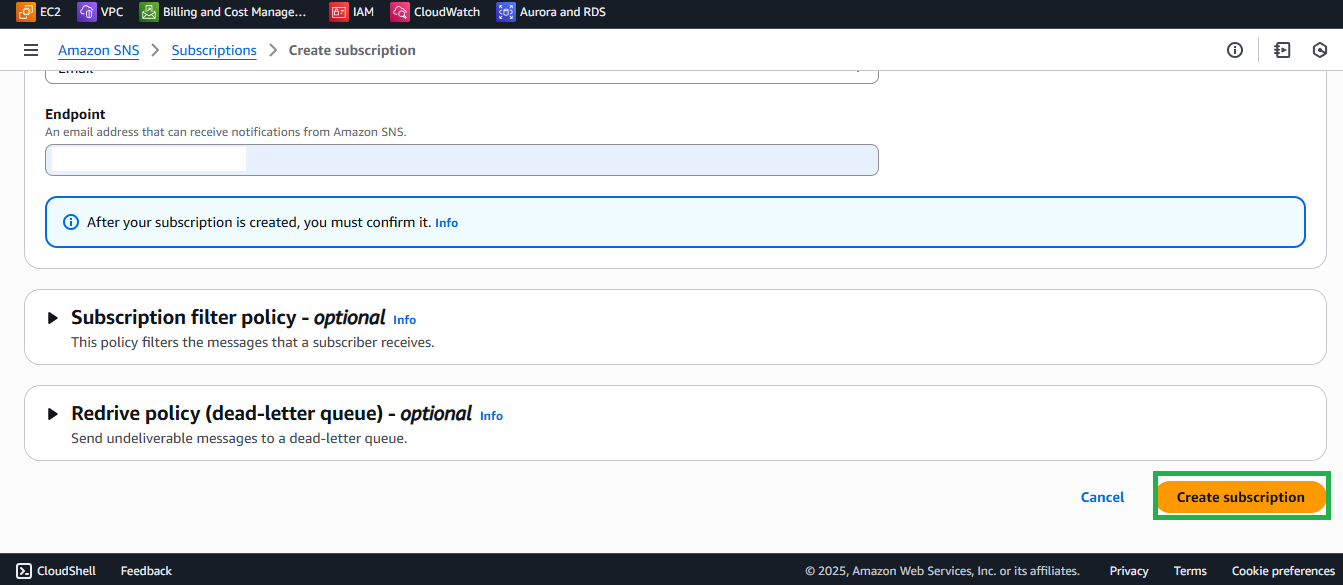 EC2 VPC Billing and Cost Manage... IAM CloudWatch Aurora and RDS
Amazon SNS > Subscriptions > Create subscription
Email
Endpoint
An email address that can receive notifications from Amazon SNS.
After your subscription is created, you must confirm it. Info
Subscription filter policy - optional Info
This policy filters the messages that a subscriber receives.
Redrive policy (dead-letter queue) - optional Info
Send undeliverable messages to a dead-letter queue.
Cancel Create subscription
CloudShell Feedback © 2025, Amazon Web Services, Inc. or its affiliates. Privacy Terms Cookie preferences